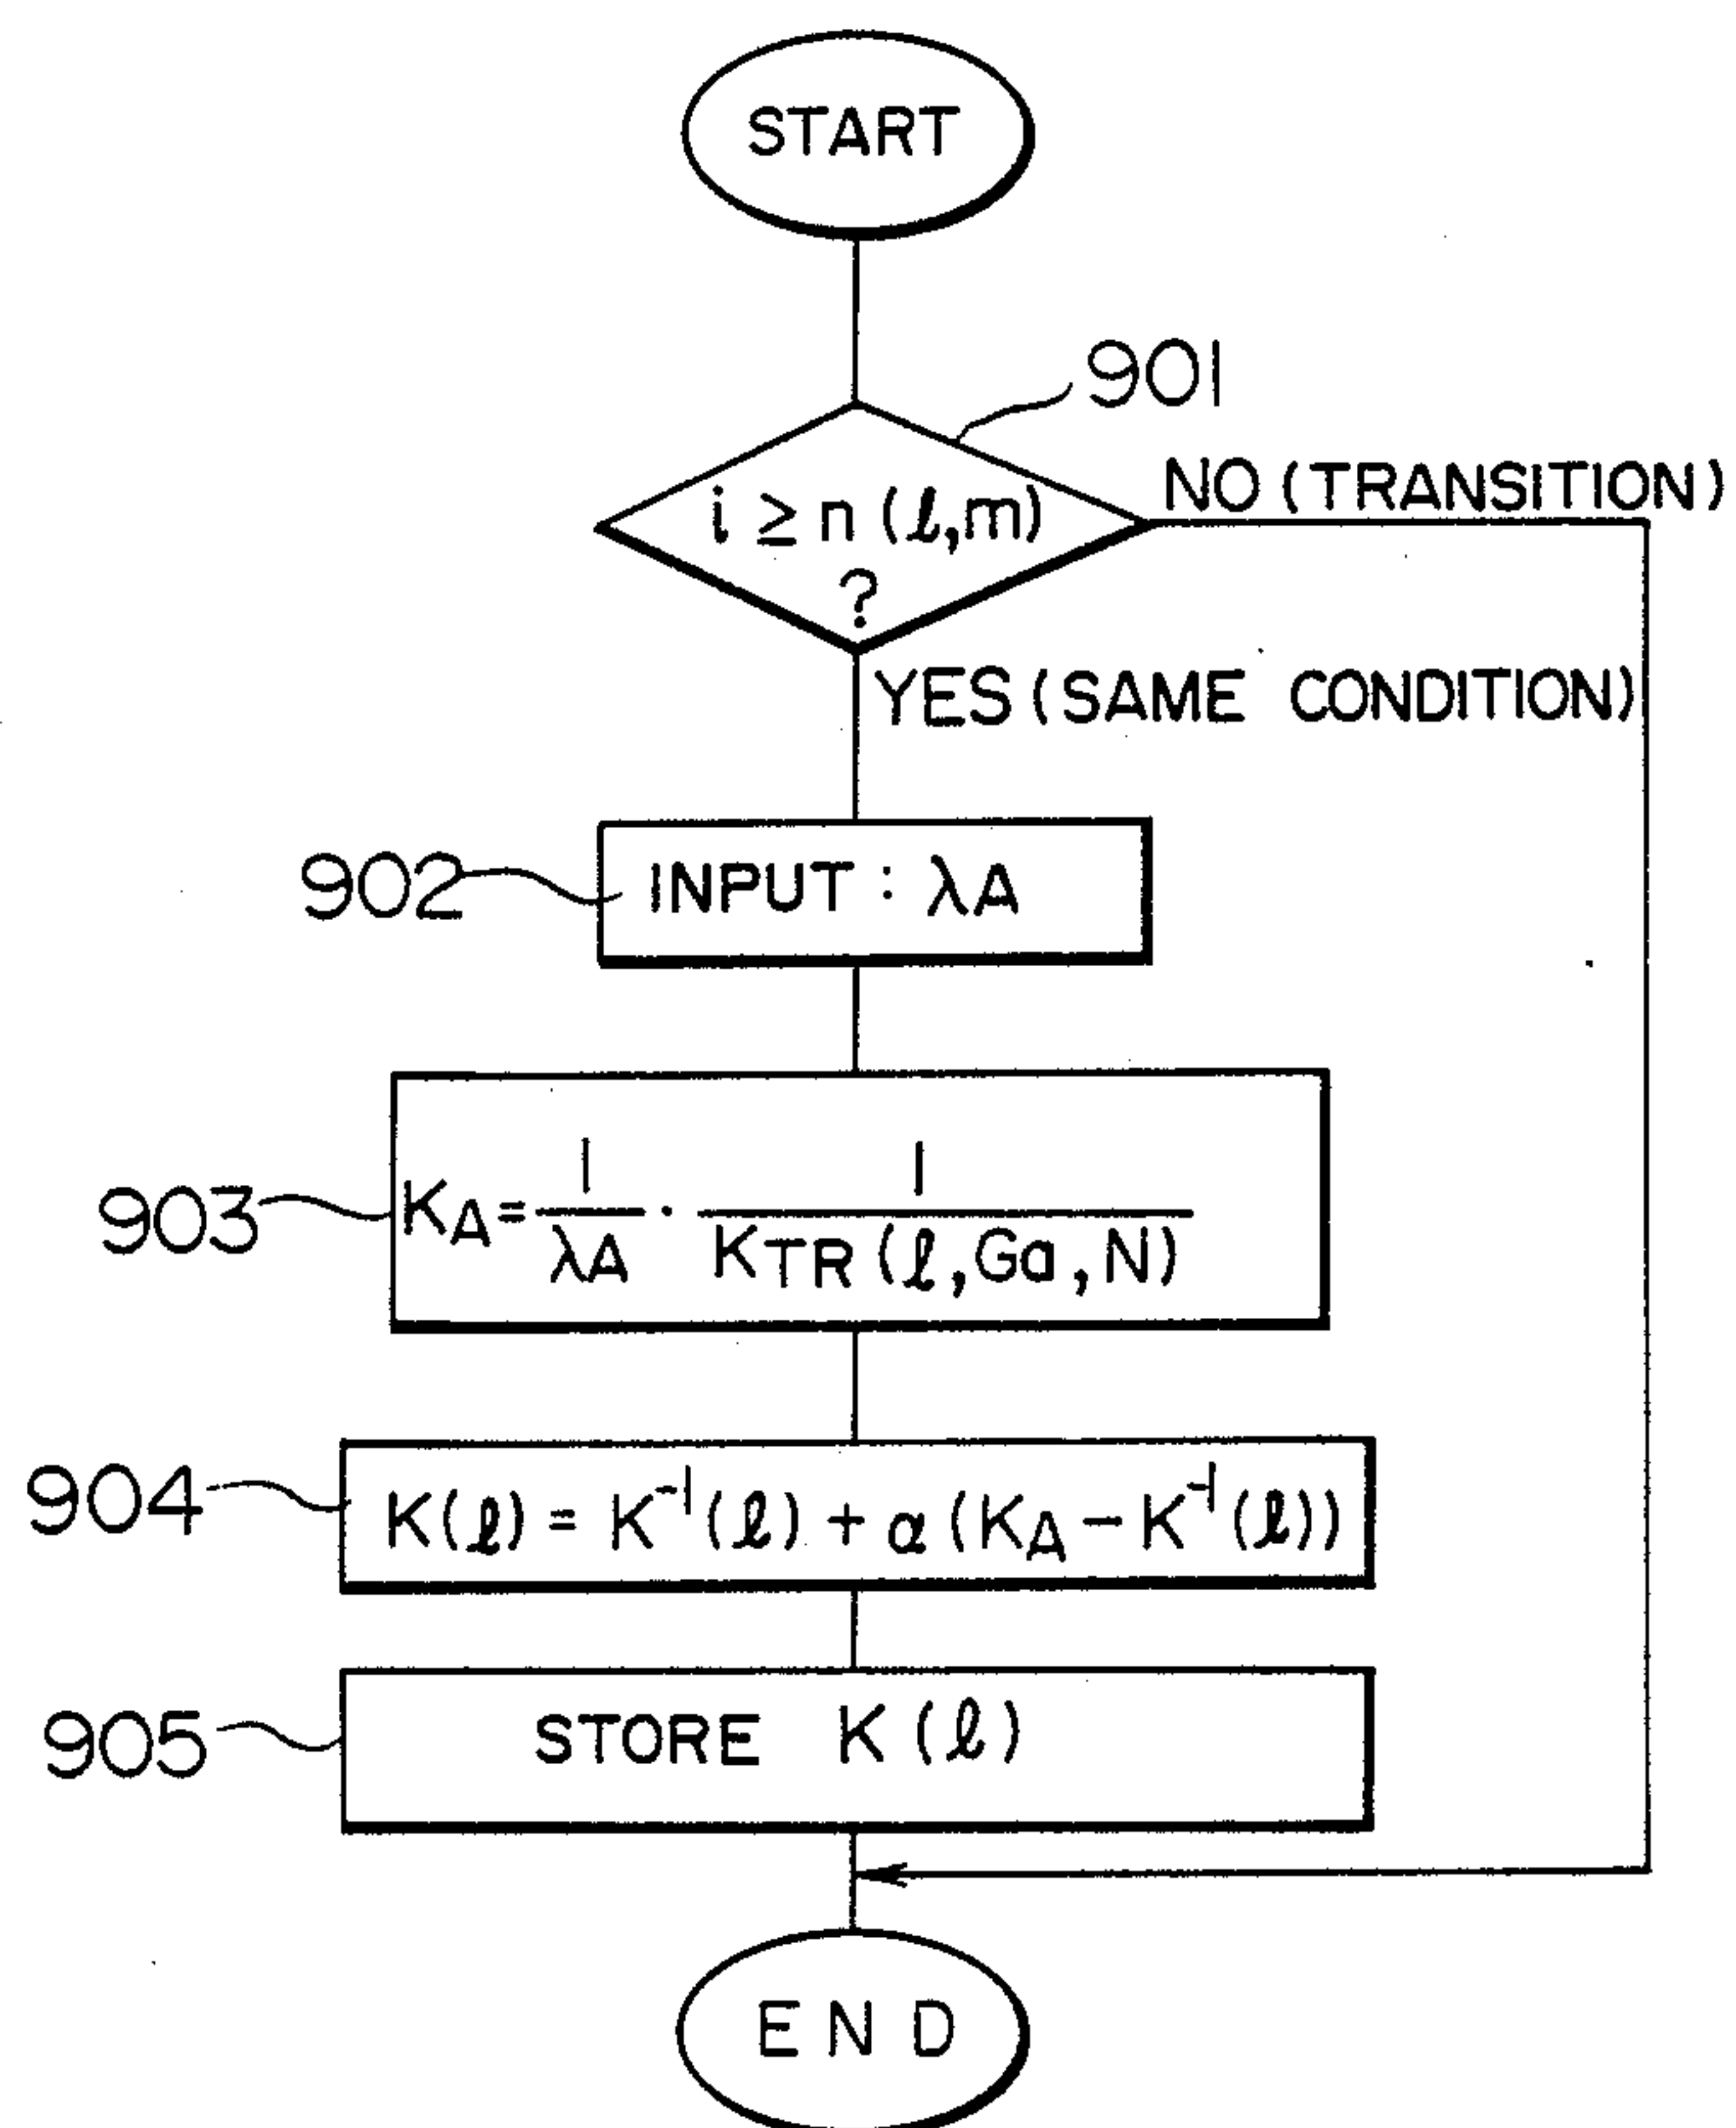 START
901
i ≥ n (ℓ,m)
?
NO (TRANSITION)
YES (SAME CONDITION)
902
INPUT : λA
903
KA = 1/λA · 1/KTR (ℓ, Ga, N)
904
K(ℓ) = K⁻¹(ℓ) + α (KA − K⁻¹(ℓ))
905
STORE K (ℓ)
END